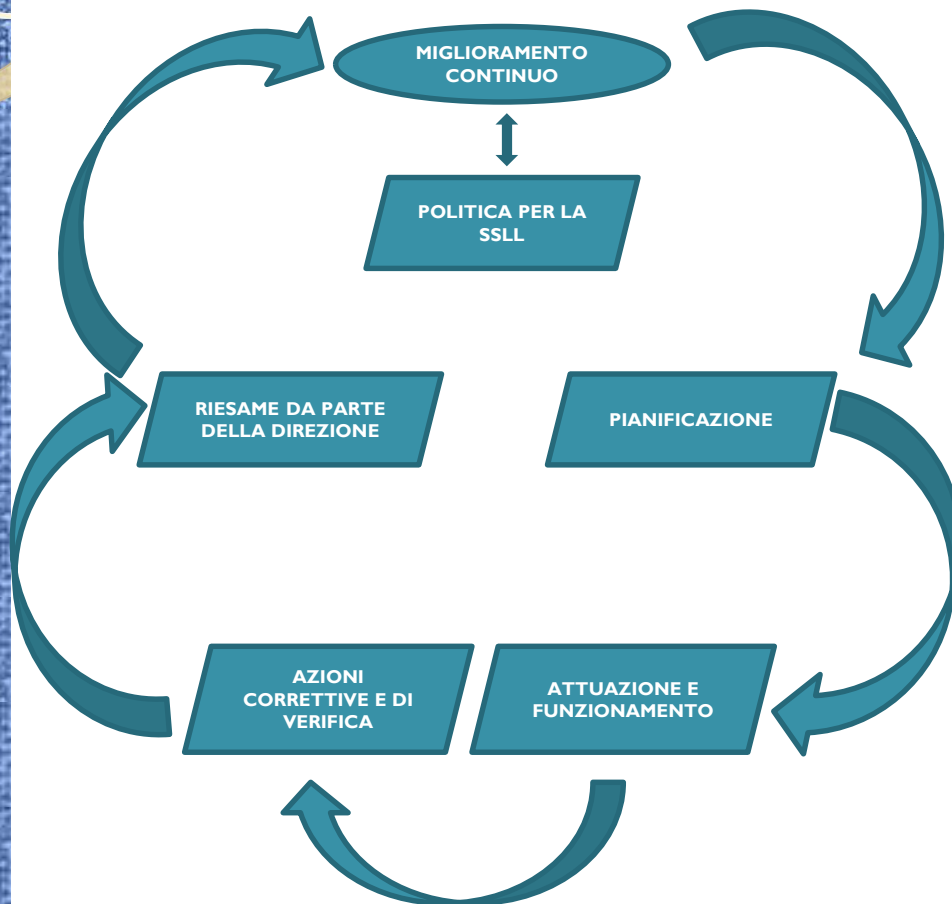 MIGLIORAMENTO
CONTINUO
POLITICA PER LA
SSLL
RIESAME DA PARTE
DELLA DIREZIONE
PIANIFICAZIONE
AZIONI
CORRETTIVE E DI
VERIFICA
ATTUAZIONE E
FUNZIONAMENTO